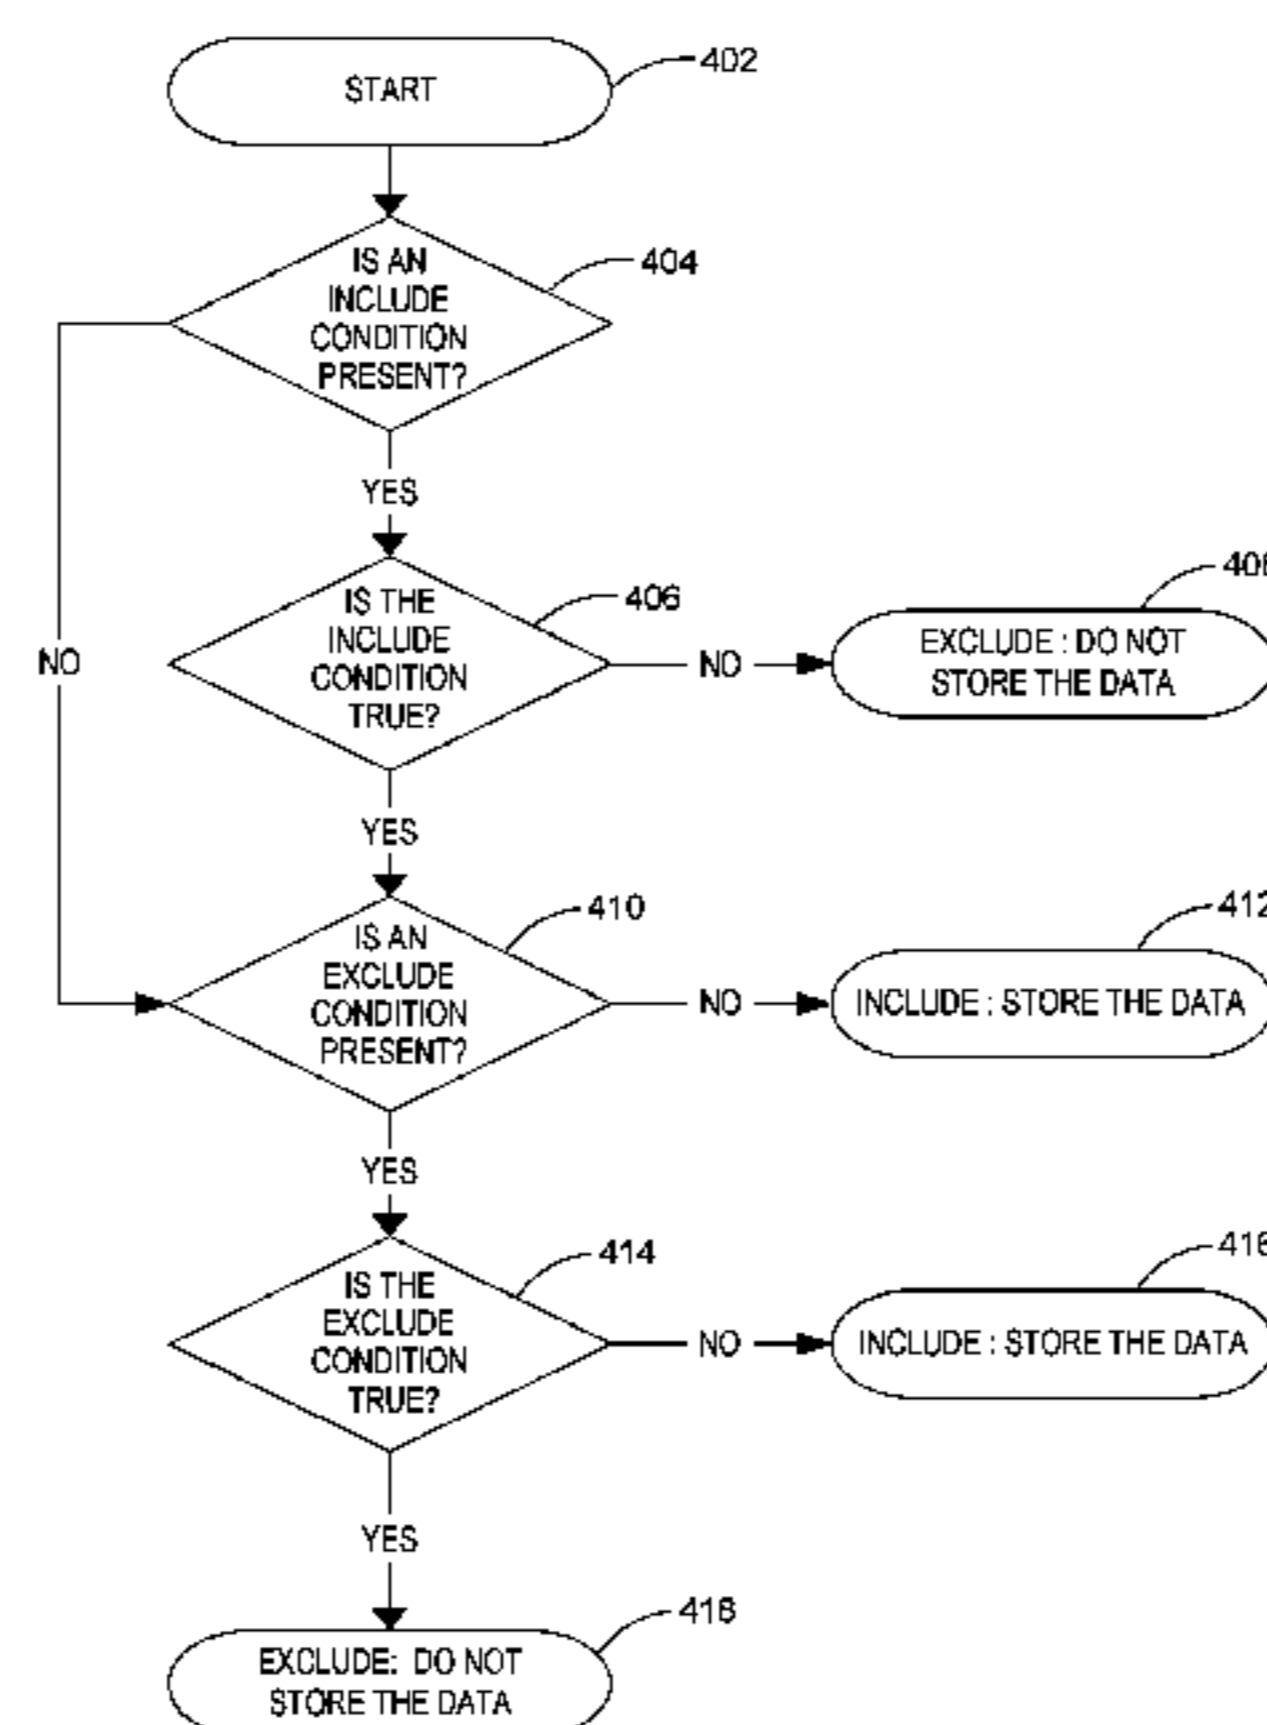 START
402
IS AN
INCLUDE
CONDITION
PRESENT?
404
YES
NO
IS THE
INCLUDE
CONDITION
TRUE?
406
NO
EXCLUDE : DO NOT
STORE THE DATA
YES
IS AN
EXCLUDE
CONDITION
PRESENT?
410
NO
INCLUDE : STORE THE DATA
412
YES
IS THE
EXCLUDE
CONDITION
TRUE?
414
NO
INCLUDE : STORE THE DATA
416
YES
EXCLUDE: DO NOT
STORE THE DATA
418